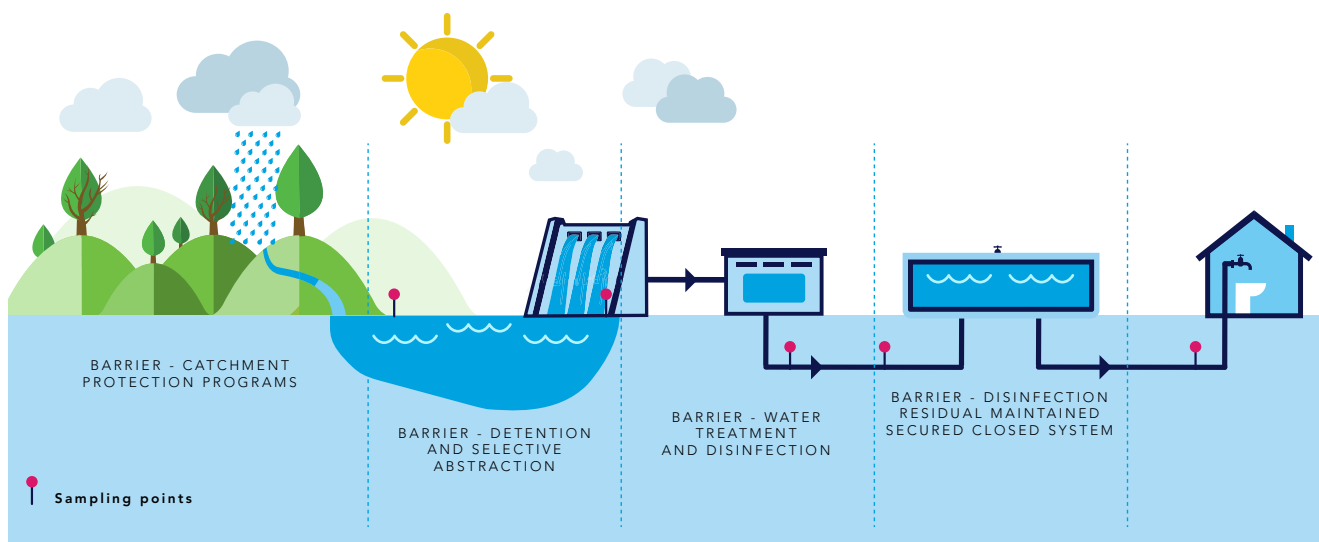 BARRIER - CATCHMENT
PROTECTION PROGRAMS
BARRIER - DETENTION
AND SELECTIVE
ABSTRACTION
BARRIER - WATER
TREATMENT
AND DISINFECTION
BARRIER - DISINFECTION
RESIDUAL MAINTAINED
SECURED CLOSED SYSTEM
Sampling points